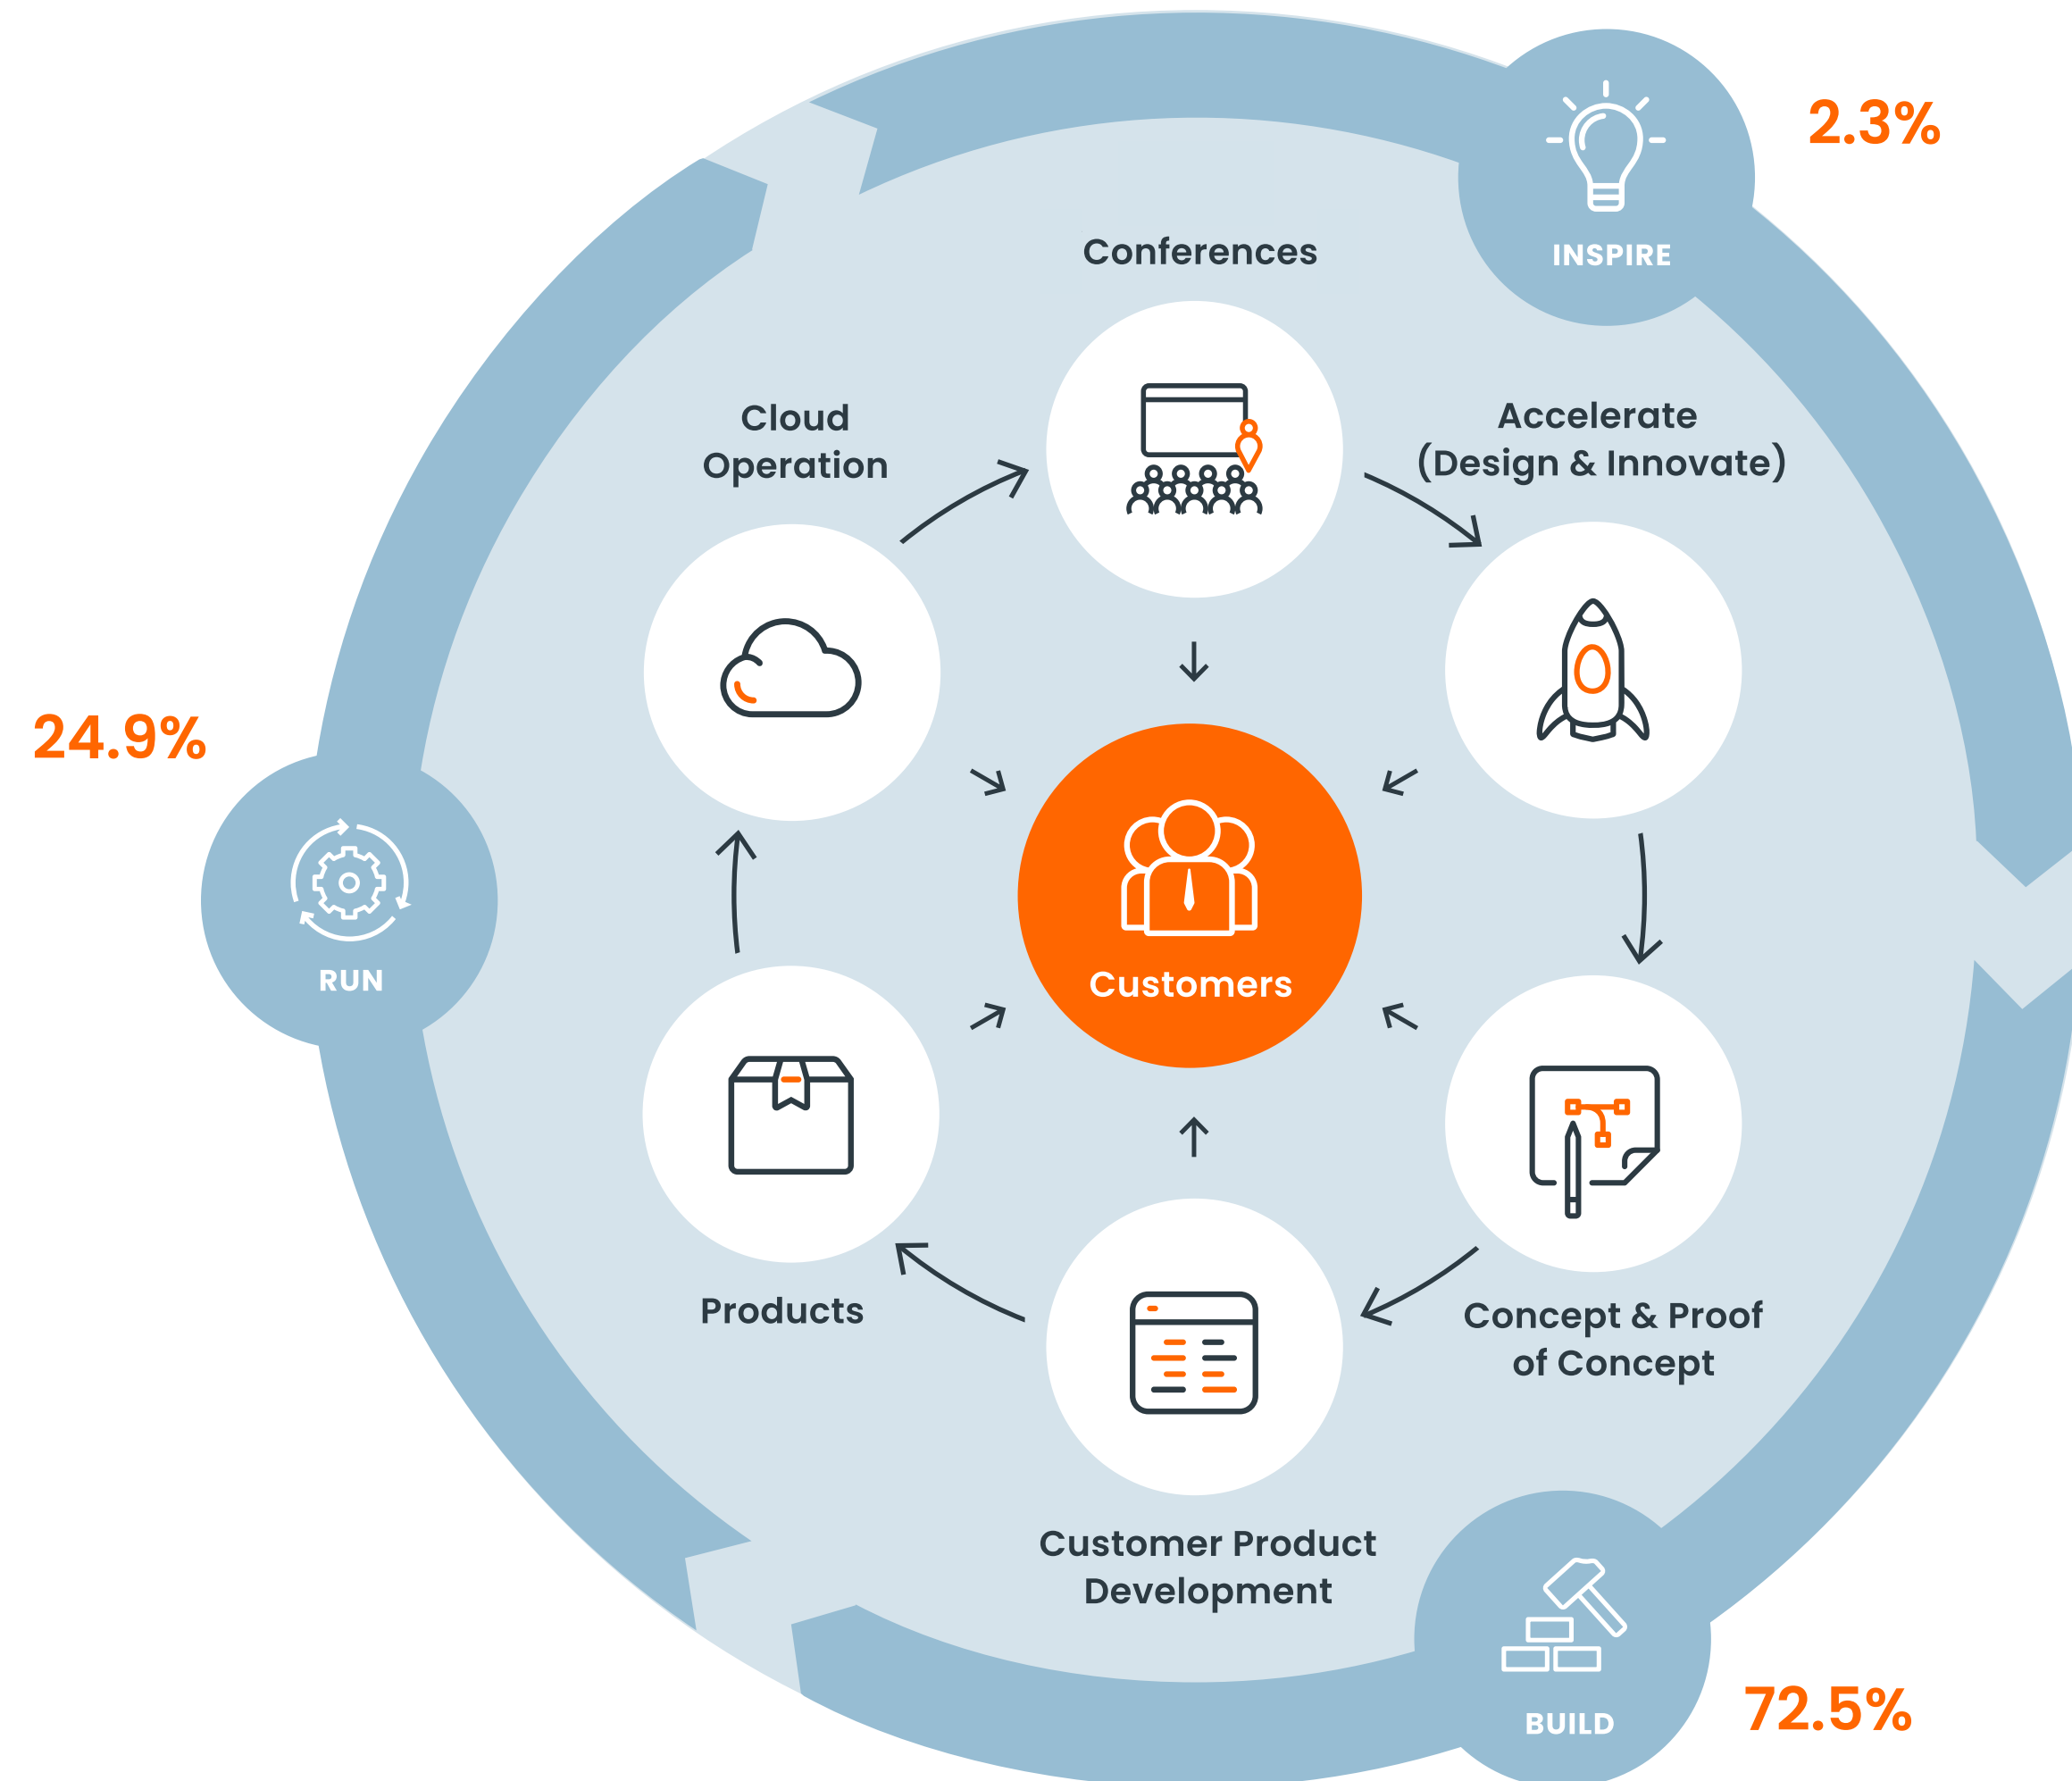 2.3%
INSPIRE
Conferences
Cloud
Operation
Accelerate
(Design & Innovate)
24.9%
RUN
Customers
Products
Concept & Proof
of Concept
Customer Product
Development
BUILD
72.5%